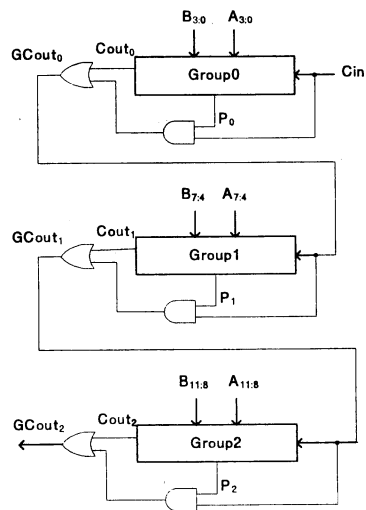 B3:0 A3:0
GCout0 Cout0
Group0 Cin
P0
B7:4 A7:4
GCout1 Cout1
Group1
P1
B11:8 A11:8
GCout2 Cout2
Group2
P2